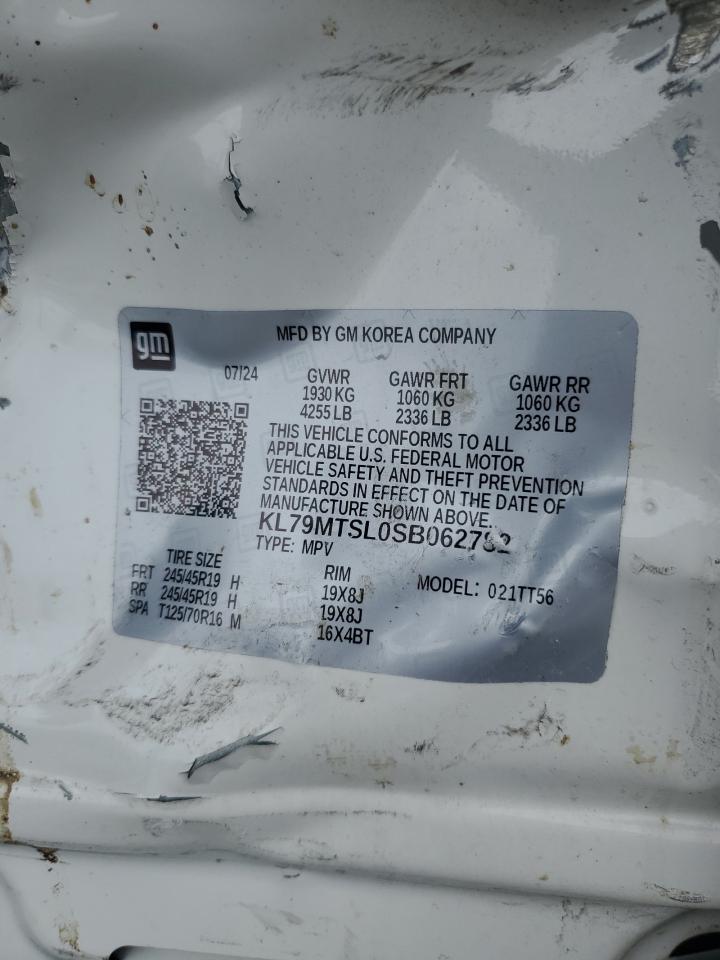 gm
MFD BY GM KOREA COMPANY
07/24 GVWR GAWR FRT GAWR RR
1930 KG 1060 KG 1060 KG
4255 LB 2336 LB 2336 LB
THIS VEHICLE CONFORMS TO ALL
APPLICABLE U.S. FEDERAL MOTOR
VEHICLE SAFETY AND THEFT PREVENTION
STANDARDS IN EFFECT ON THE DATE OF
MANUFACTURE SHOWN ABOVE.
KL79MTSL0SB062782
TYPE: MPV
TIRE SIZE RIM MODEL: 021TT56
FRT 245/45R19 H 19X8J
RR 245/45R19 H 19X8J
SPA T125/70R16 M 16X4BT